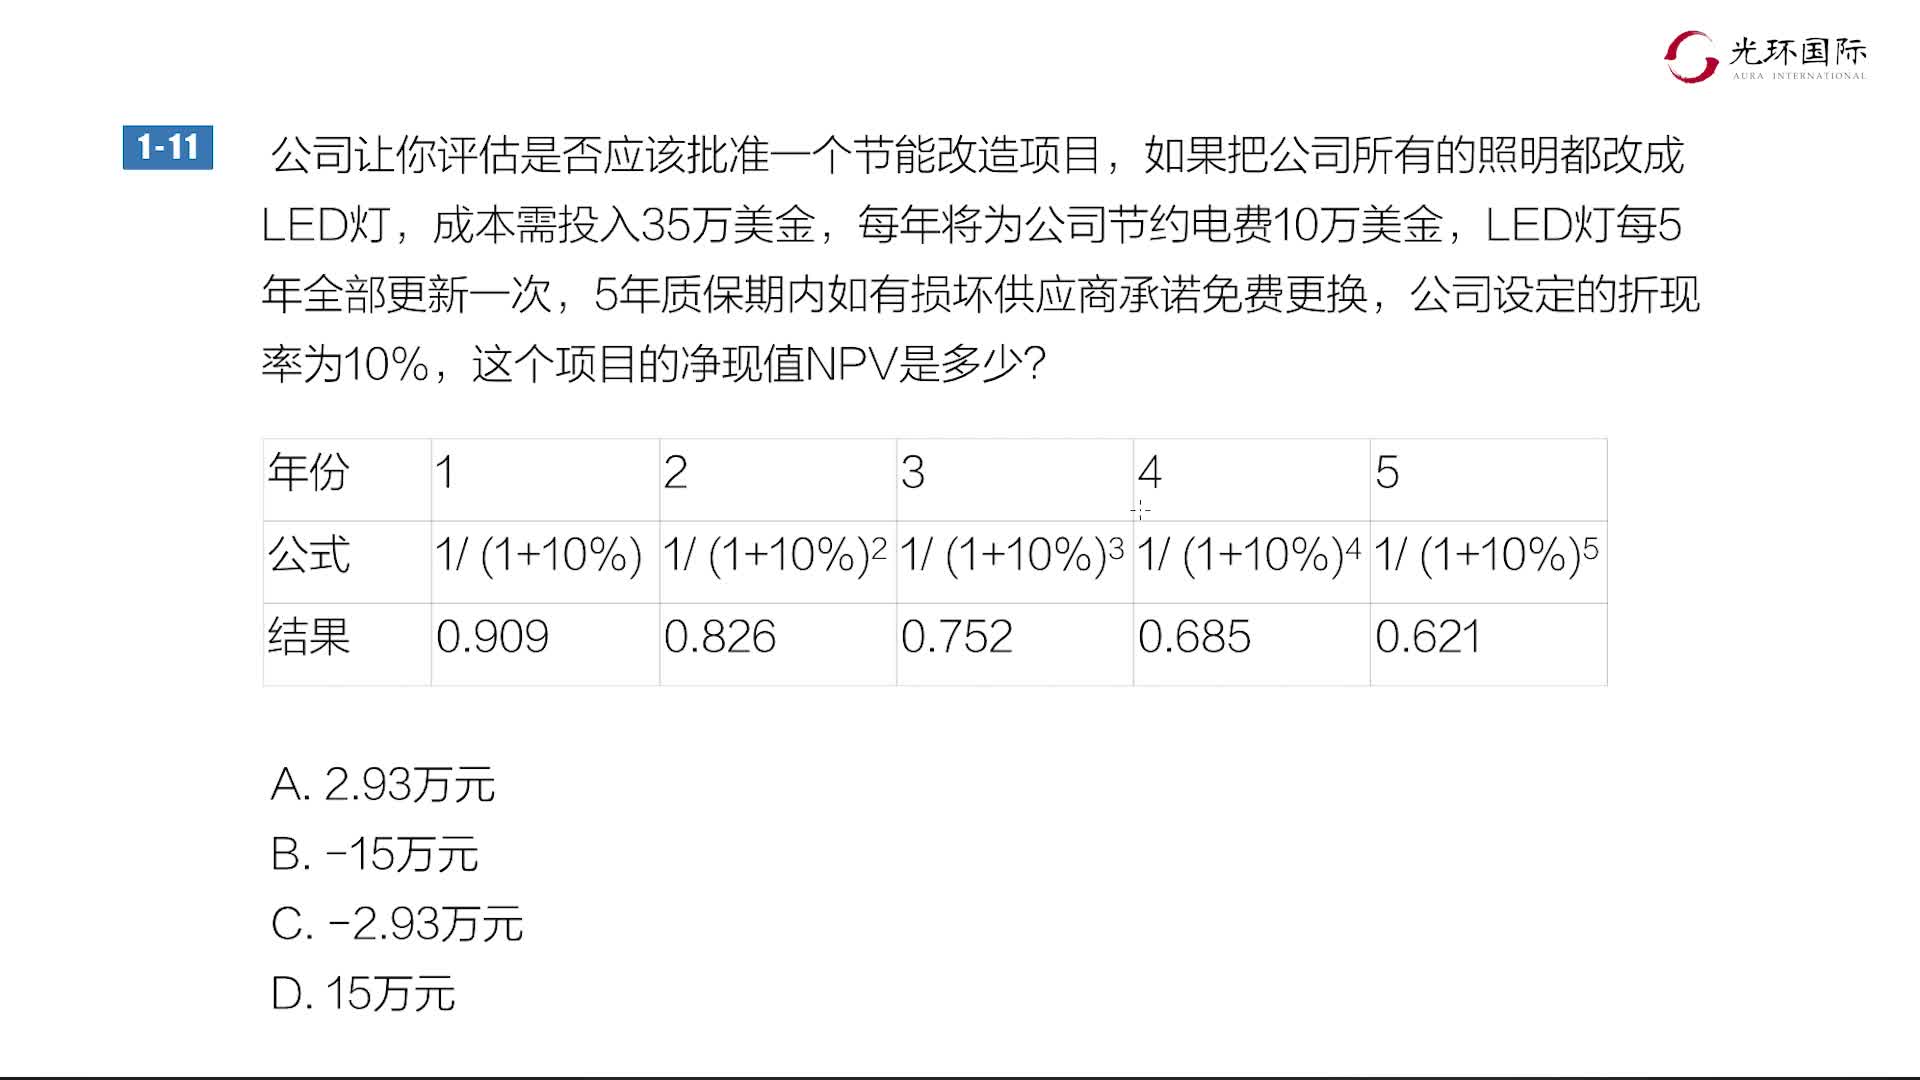 光环国际
AURA INTERNATIONAL
1-11 公司让你评估是否应该批准一个节能改造项目，如果把公司所有的照明都改成
LED灯，成本需投入35万美金，每年将为公司节约电费10万美金，LED灯每5
年全部更新一次，5年质保期内如有损坏供应商承诺免费更换，公司设定的折现
率为10%，这个项目的净现值NPV是多少？
年份 1 2 3 4 5
公式 1/ (1+10%) 1/ (1+10%)² 1/ (1+10%)³ 1/ (1+10%)⁴ 1/ (1+10%)⁵
结果 0.909 0.826 0.752 0.685 0.621
A. 2.93万元
B. -15万元
C. -2.93万元
D. 15万元